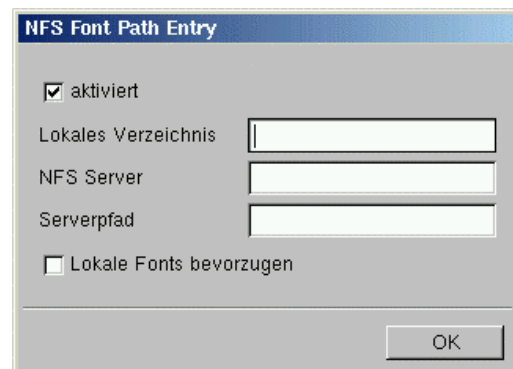 NFS Font Path Entry
aktiviert
Lokales Verzeichnis
NFS Server
Serverpfad
Lokale Fonts bevorzugen
OK